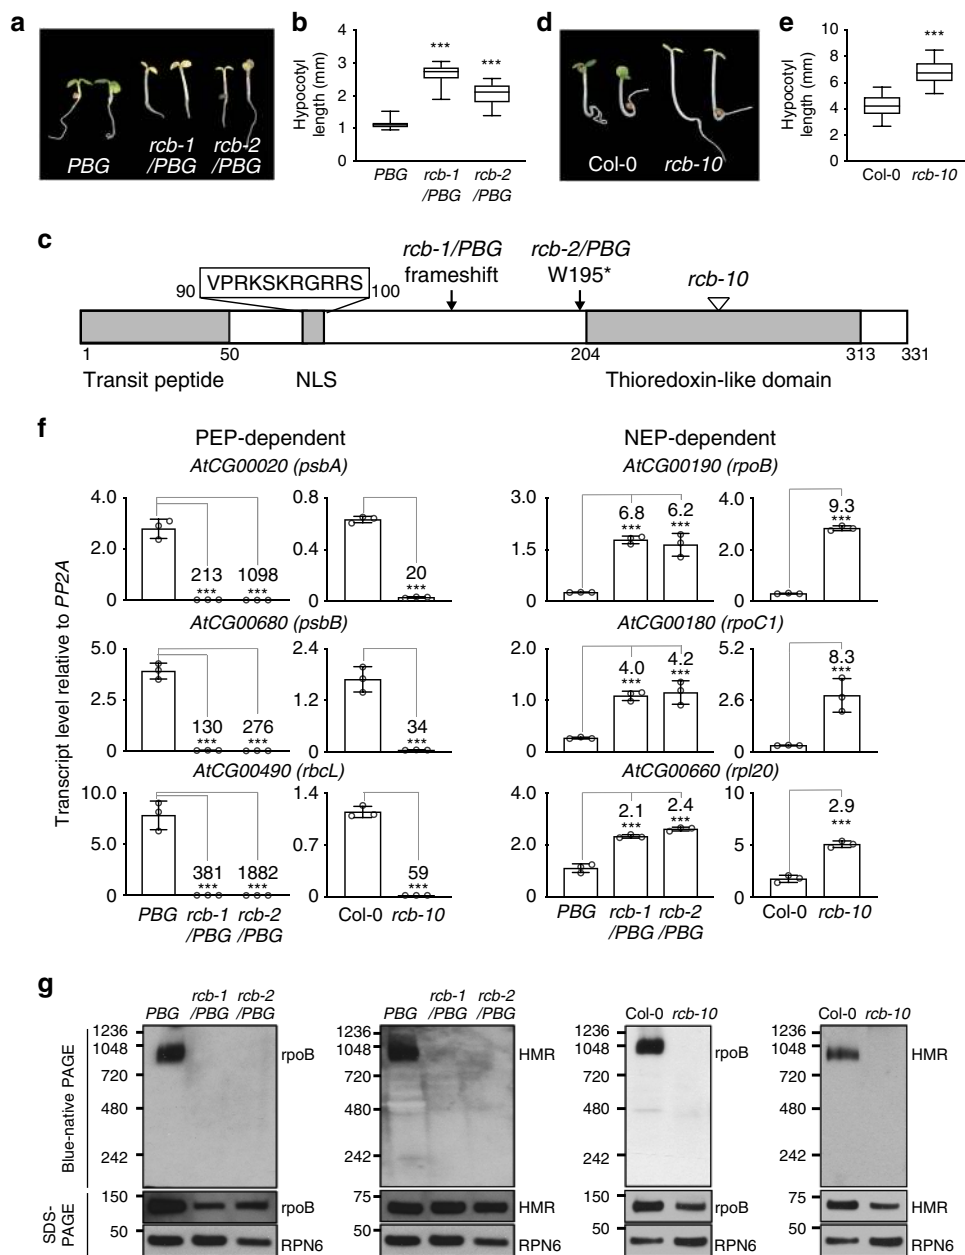 a
PBG
rcb-1
/PBG
rcb-2
/PBG
b
Hypocotyl
length (mm)
4
3
2
1
0
***
***
PBG
rcb-1
/PBG
rcb-2
/PBG
d
Col-0
rcb-10
e
Hypocotyl
length (mm)
10
8
6
4
2
0
***
Col-0
rcb-10
c
90
VPRKSKRGRRS
100
rcb-1/PBG
frameshift
rcb-2/PBG
W195*
rcb-10
1
50
204
313
331
Transit peptide
NLS
Thioredoxin-like domain
f
PEP-dependent
NEP-dependent
Transcript level relative to PP2A
AtCG00020 (psbA)
4.0
2.0
0
213
***
1098
***
0.8
0.4
0
20
***
AtCG00190 (rpoB)
3.0
1.5
0
6.8
***
6.2
***
4.0
2.0
0
9.3
***
AtCG00680 (psbB)
5.0
2.5
0
130
***
276
***
2.4
1.2
0
34
***
AtCG00180 (rpoC1)
2.0
1.0
0
4.0
***
4.2
***
5.2
2.6
0
8.3
***
AtCG00490 (rbcL)
10.0
5.0
0
381
***
1882
***
1.4
0.7
0
59
***
AtCG00660 (rpl20)
4.0
2.0
0
2.1
***
2.4
***
10
5
0
2.9
***
PBG
rcb-1
/PBG
rcb-2
/PBG
Col-0
rcb-10
PBG
rcb-1
/PBG
rcb-2
/PBG
Col-0
rcb-10
g
Blue-native PAGE
SDS-
PAGE
PBG
rcb-1
/PBG
rcb-2
/PBG
1236
1048
720
480
242
rpoB
150
rpoB
50
RPN6
PBG
rcb-1
/PBG
rcb-2
/PBG
1236
1048
720
480
242
HMR
75
HMR
50
RPN6
Col-0
rcb-10
1236
1048
720
480
242
rpoB
150
rpoB
50
RPN6
Col-0
rcb-10
1236
1048
720
480
242
HMR
75
HMR
50
RPN6